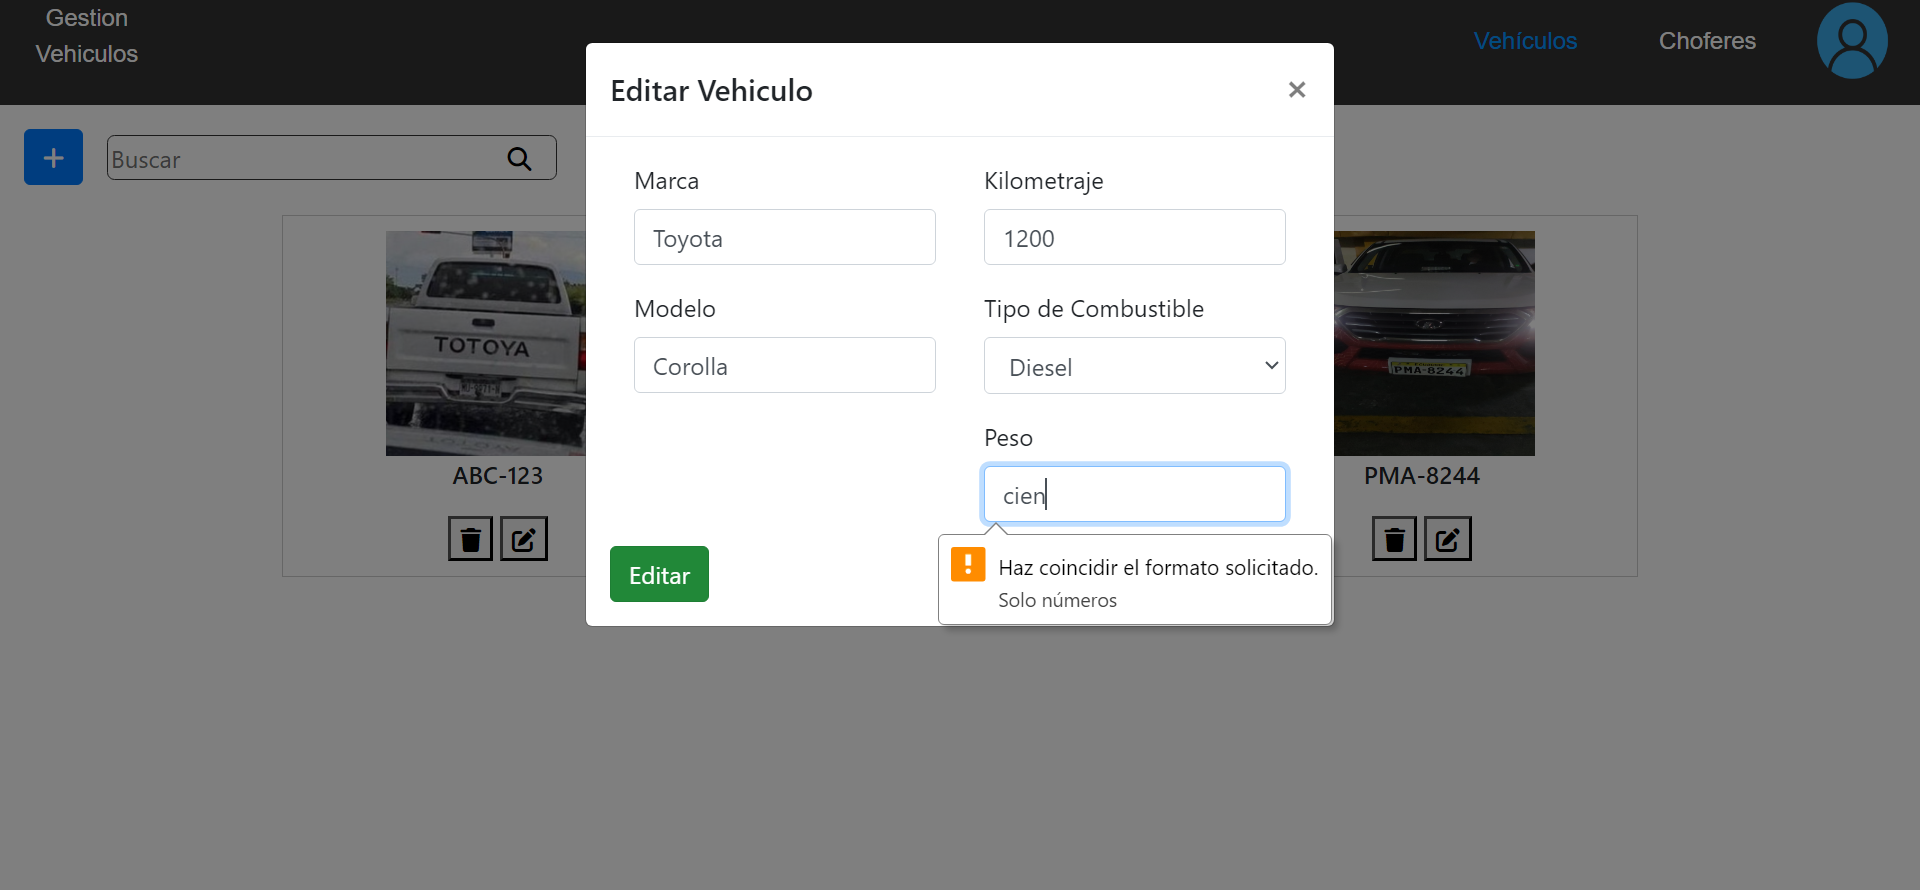 Gestion
Vehiculos
Vehículos
Choferes
Buscar
Editar Vehiculo
×
Marca
Kilometraje
Toyota
1200
Modelo
Tipo de Combustible
Corolla
Diesel
Peso
cien
Haz coincidir el formato solicitado.
Solo números
Editar
TOTOYA
ABC-123
PMA-8244
PMA-8244